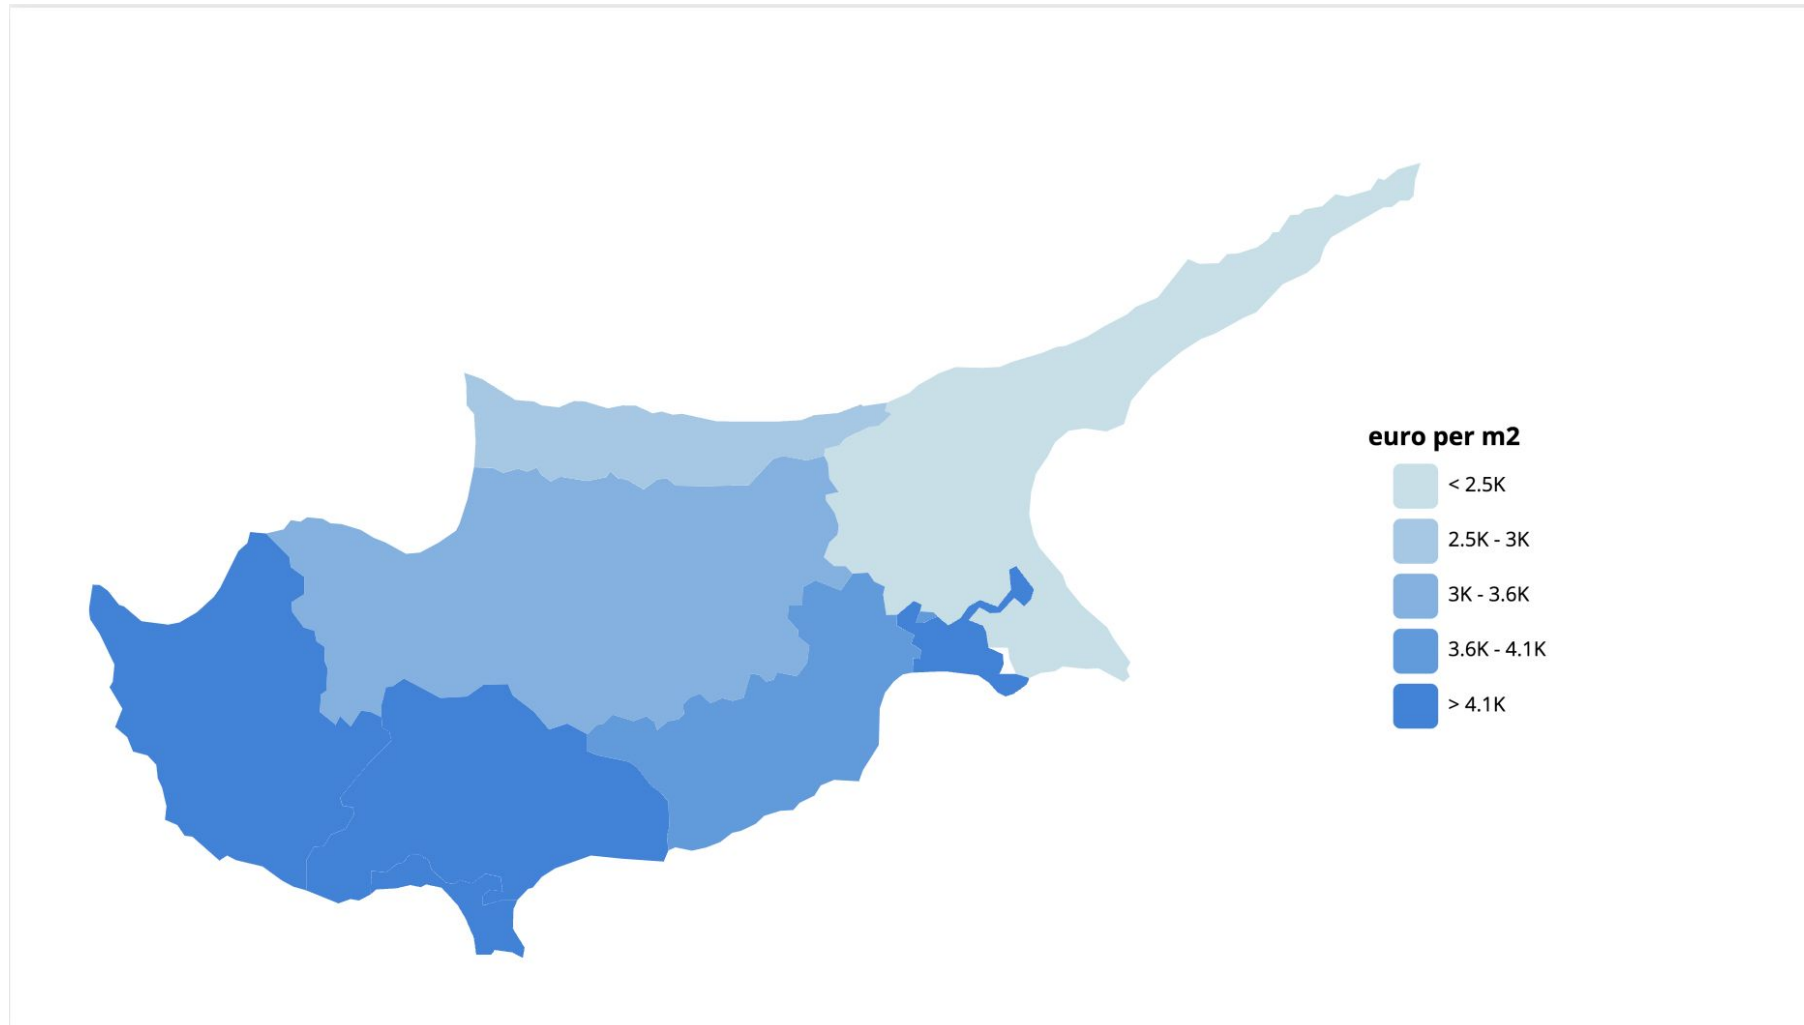 euro per m2
< 2.5K
2.5K - 3K
3K - 3.6K
3.6K - 4.1K
> 4.1K